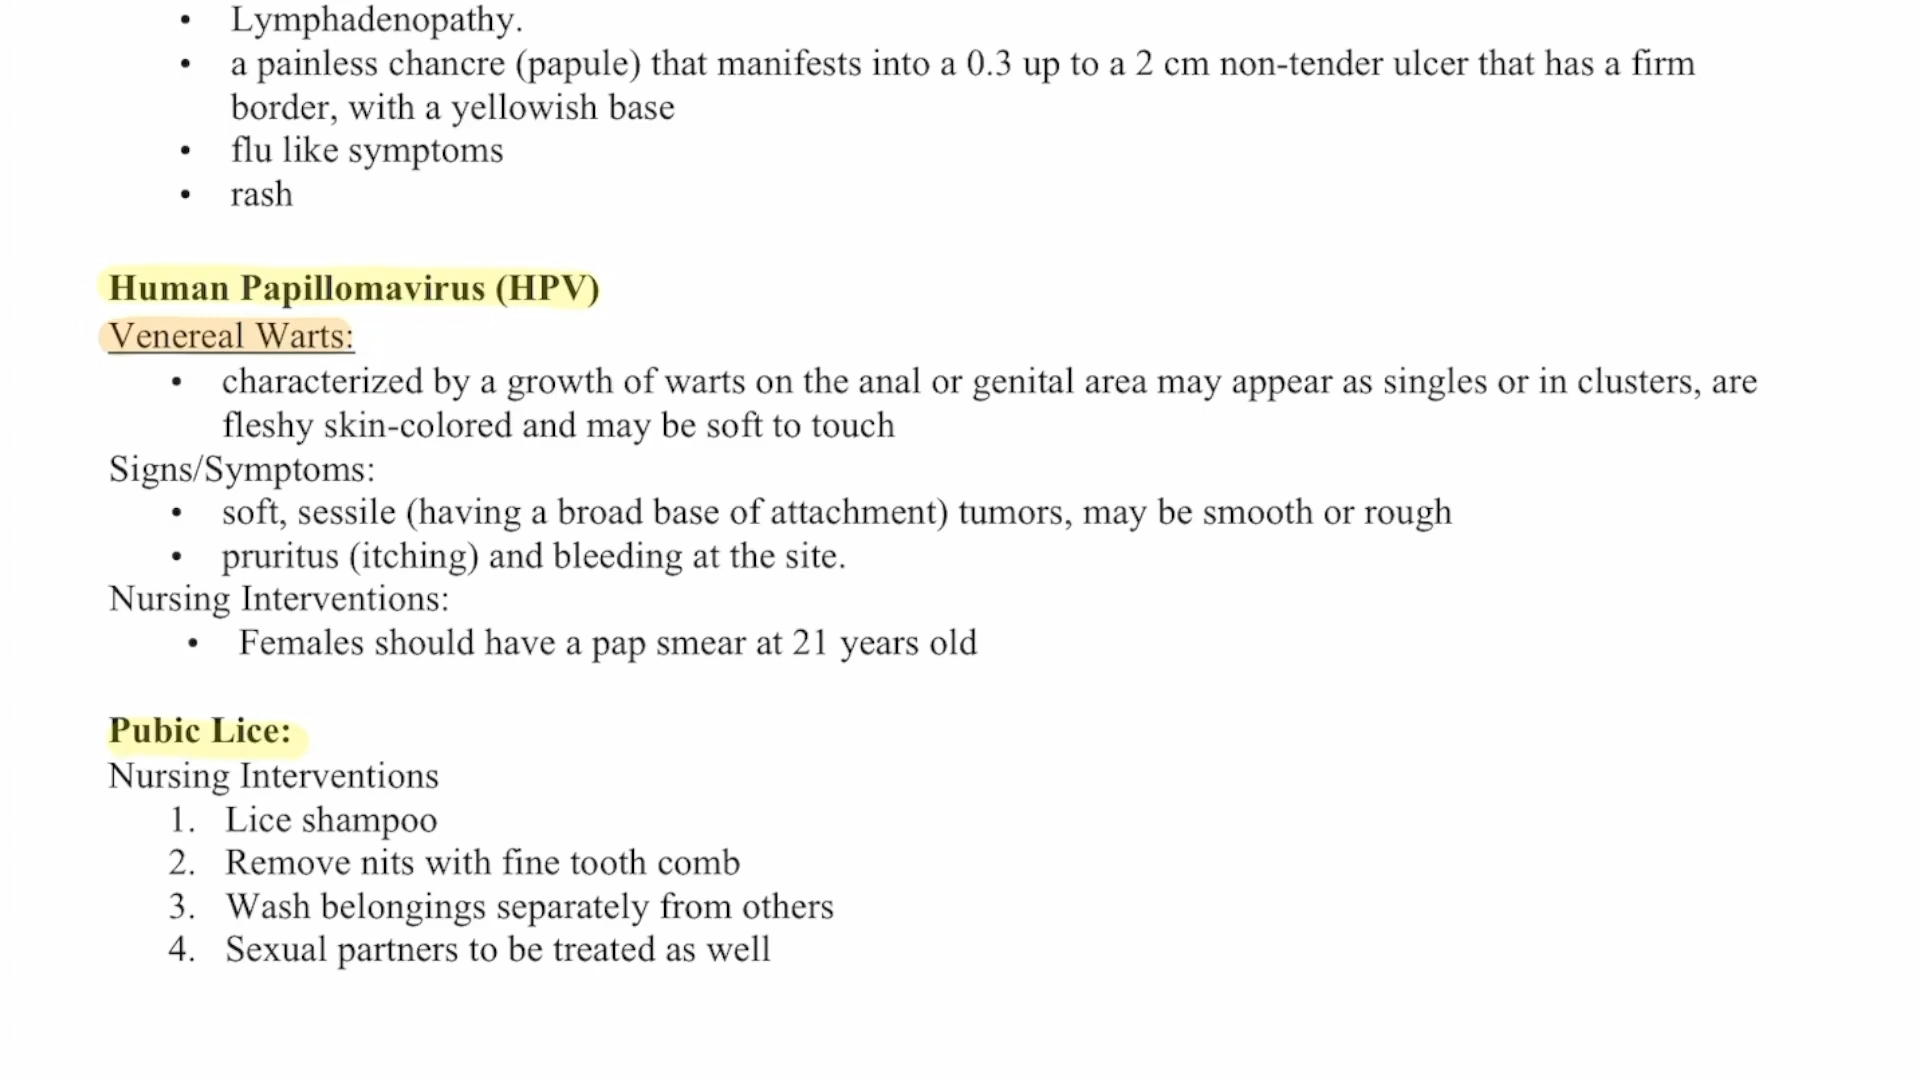 • Lymphadenopathy.
• a painless chancre (papule) that manifests into a 0.3 up to a 2 cm non-tender ulcer that has a firm
border, with a yellowish base
• flu like symptoms
• rash
Human Papillomavirus (HPV)
Venereal Warts:
• characterized by a growth of warts on the anal or genital area may appear as singles or in clusters, are
fleshy skin-colored and may be soft to touch
Signs/Symptoms:
• soft, sessile (having a broad base of attachment) tumors, may be smooth or rough
• pruritus (itching) and bleeding at the site.
Nursing Interventions:
• Females should have a pap smear at 21 years old
Pubic Lice:
Nursing Interventions
1. Lice shampoo
2. Remove nits with fine tooth comb
3. Wash belongings separately from others
4. Sexual partners to be treated as well